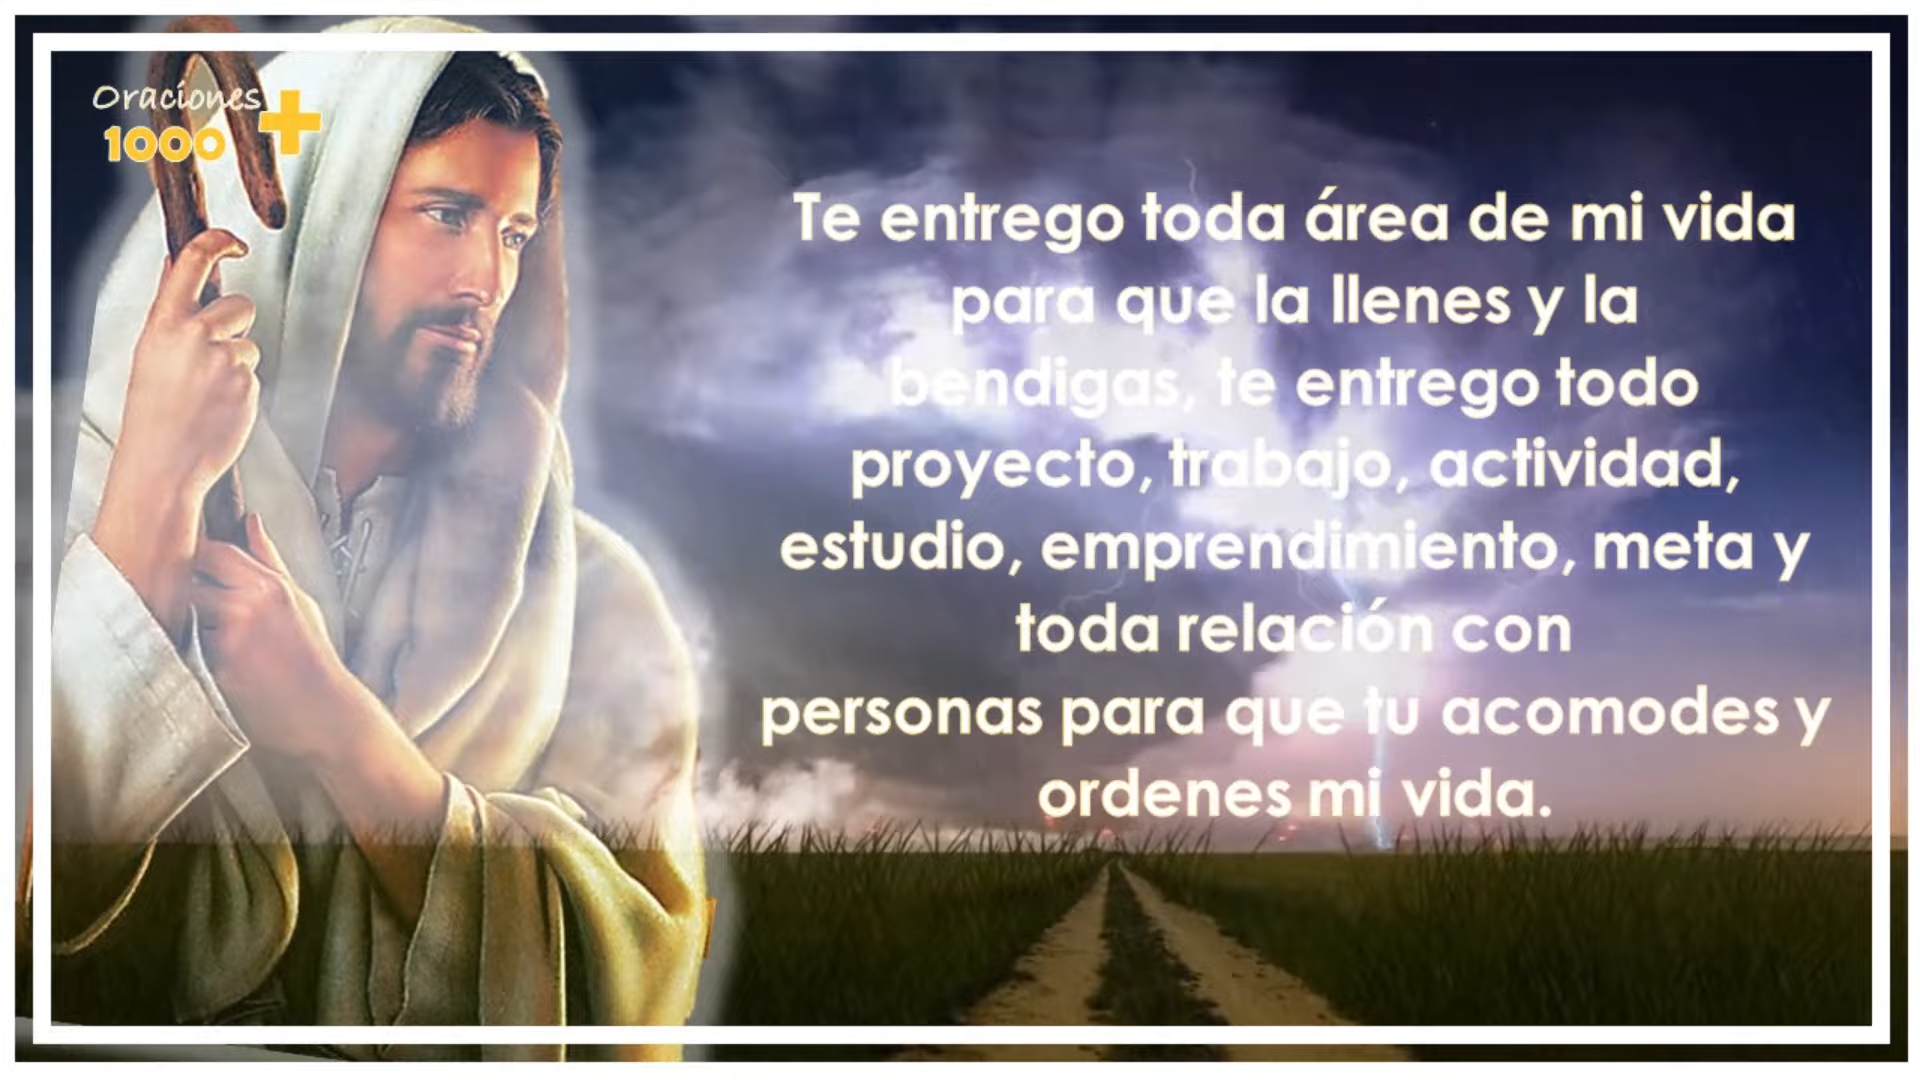 Oraciones
1000+
Te entrego toda área de mi vida
para que la llenes y la
bendigas, te entrego todo
proyecto, trabajo, actividad,
estudio, emprendimiento, meta y
toda relación con
personas para que tu acomodes y
ordenes mi vida.